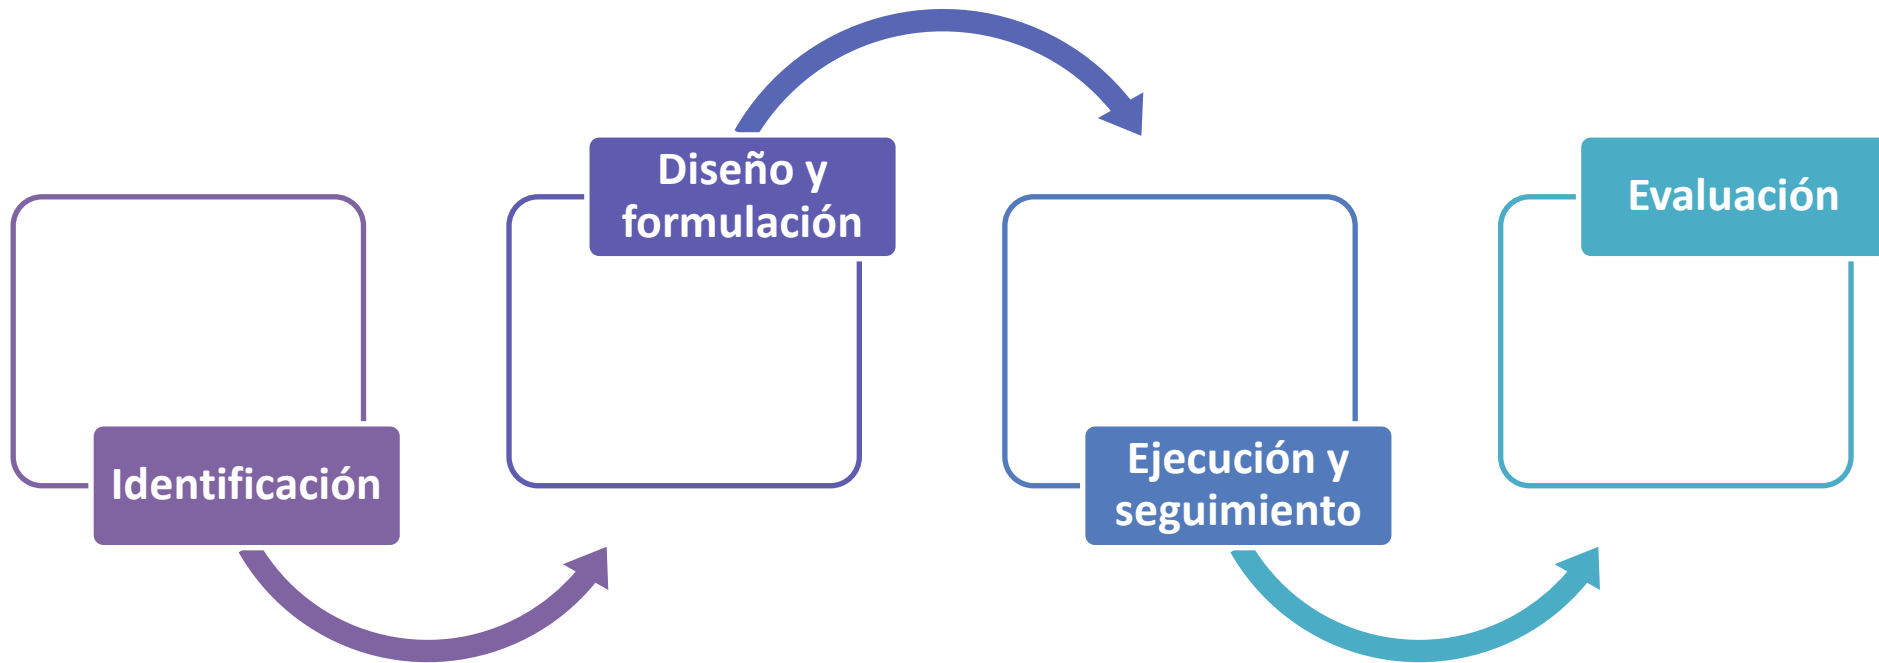 Identificación
Diseño y
formulación
Ejecución y
seguimiento
Evaluación